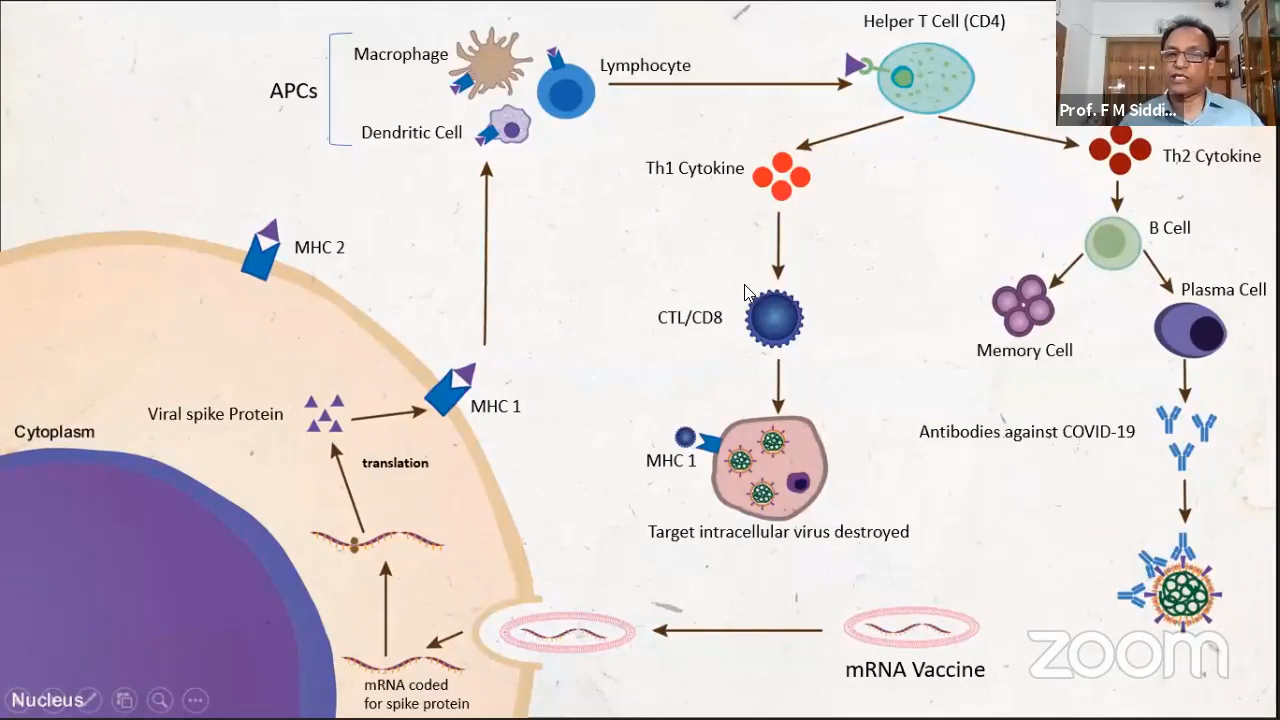 Helper T Cell (CD4)
Macrophage
APCs
Lymphocyte
Dendritic Cell
Prof. F M Siddi...
Th1 Cytokine
Th2 Cytokine
MHC 2
B Cell
Plasma Cell
CTL/CD8
Memory Cell
Viral spike Protein
MHC 1
Cytoplasm
translation
MHC 1
Antibodies against COVID-19
Target intracellular virus destroyed
mRNA Vaccine
mRNA coded
for spike protein
Nucleus
zoom